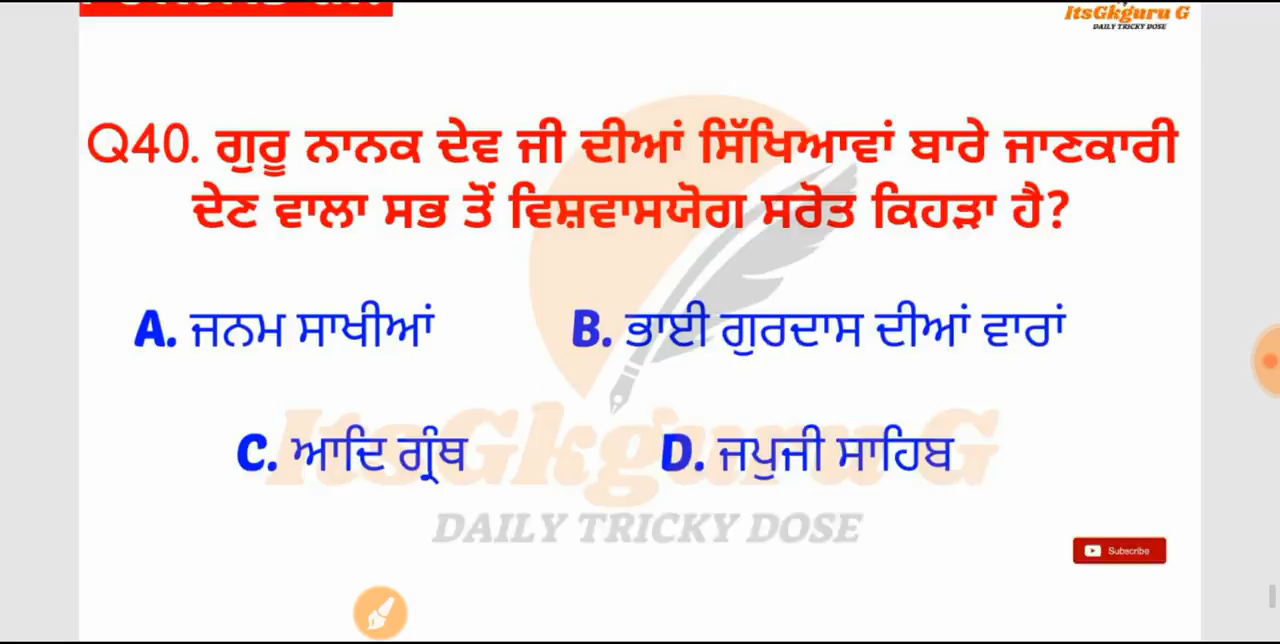 ItsGkguru G
DAILY TRICKY DOSE
Q40. ਗੁਰੂ ਨਾਨਕ ਦੇਵ ਜੀ ਦੀਆਂ ਸਿੱਖਿਆਵਾਂ ਬਾਰੇ ਜਾਣਕਾਰੀ
ਦੇਣ ਵਾਲਾ ਸਭ ਤੋਂ ਵਿਸ਼ਵਾਸਯੋਗ ਸਰੋਤ ਕਿਹੜਾ ਹੈ?
A. ਜਨਮ ਸਾਖੀਆਂ B. ਭਾਈ ਗੁਰਦਾਸ ਦੀਆਂ ਵਾਰਾਂ
C. ਆਦਿ ਗ੍ਰੰਥ D. ਜਪੁਜੀ ਸਾਹਿਬ
ItsGkguru G
DAILY TRICKY DOSE
Subscribe